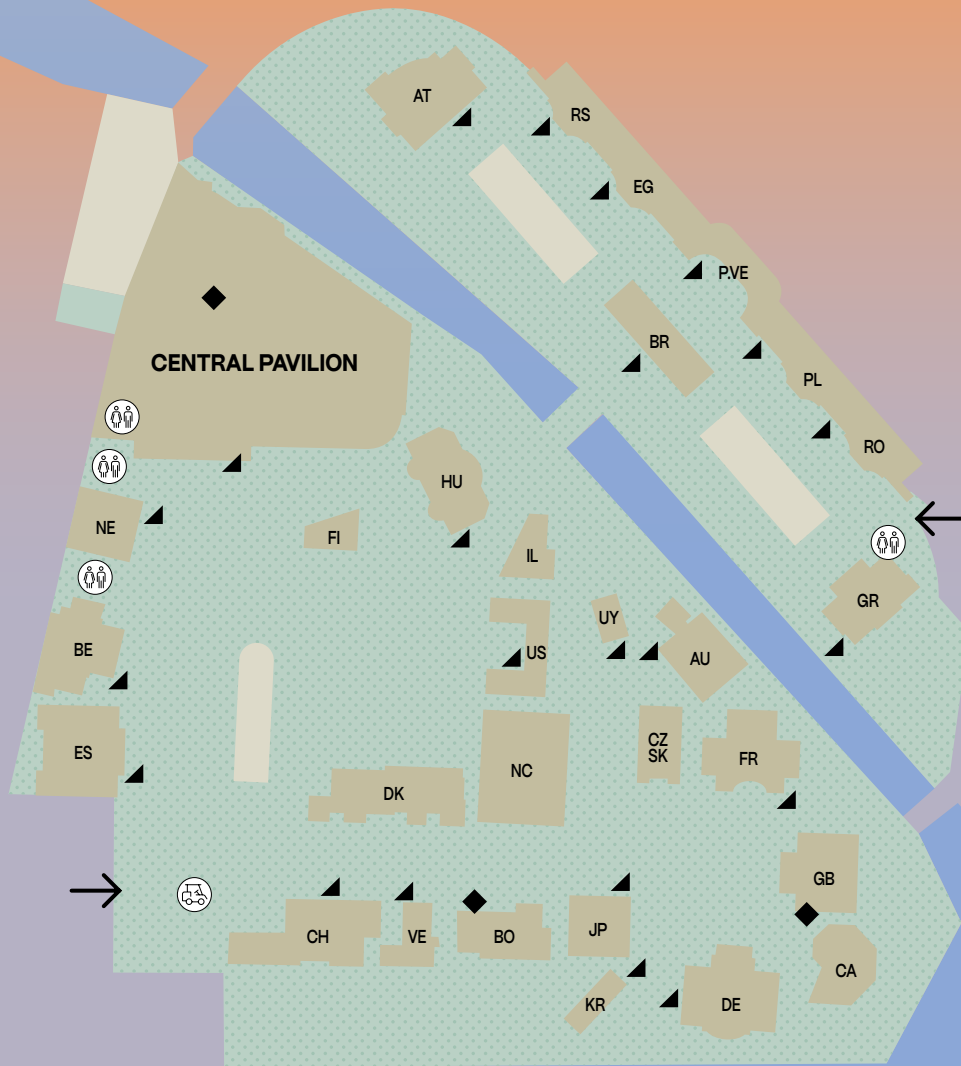 AT
RS
EG
P.VE
BR
CENTRAL PAVILION
PL
RO
HU
NE
FI
IL
GR
UY
BE
US
AU
ES
CZ
SK
FR
NC
DK
GB
CH
VE
BO
JP
CA
KR
DE